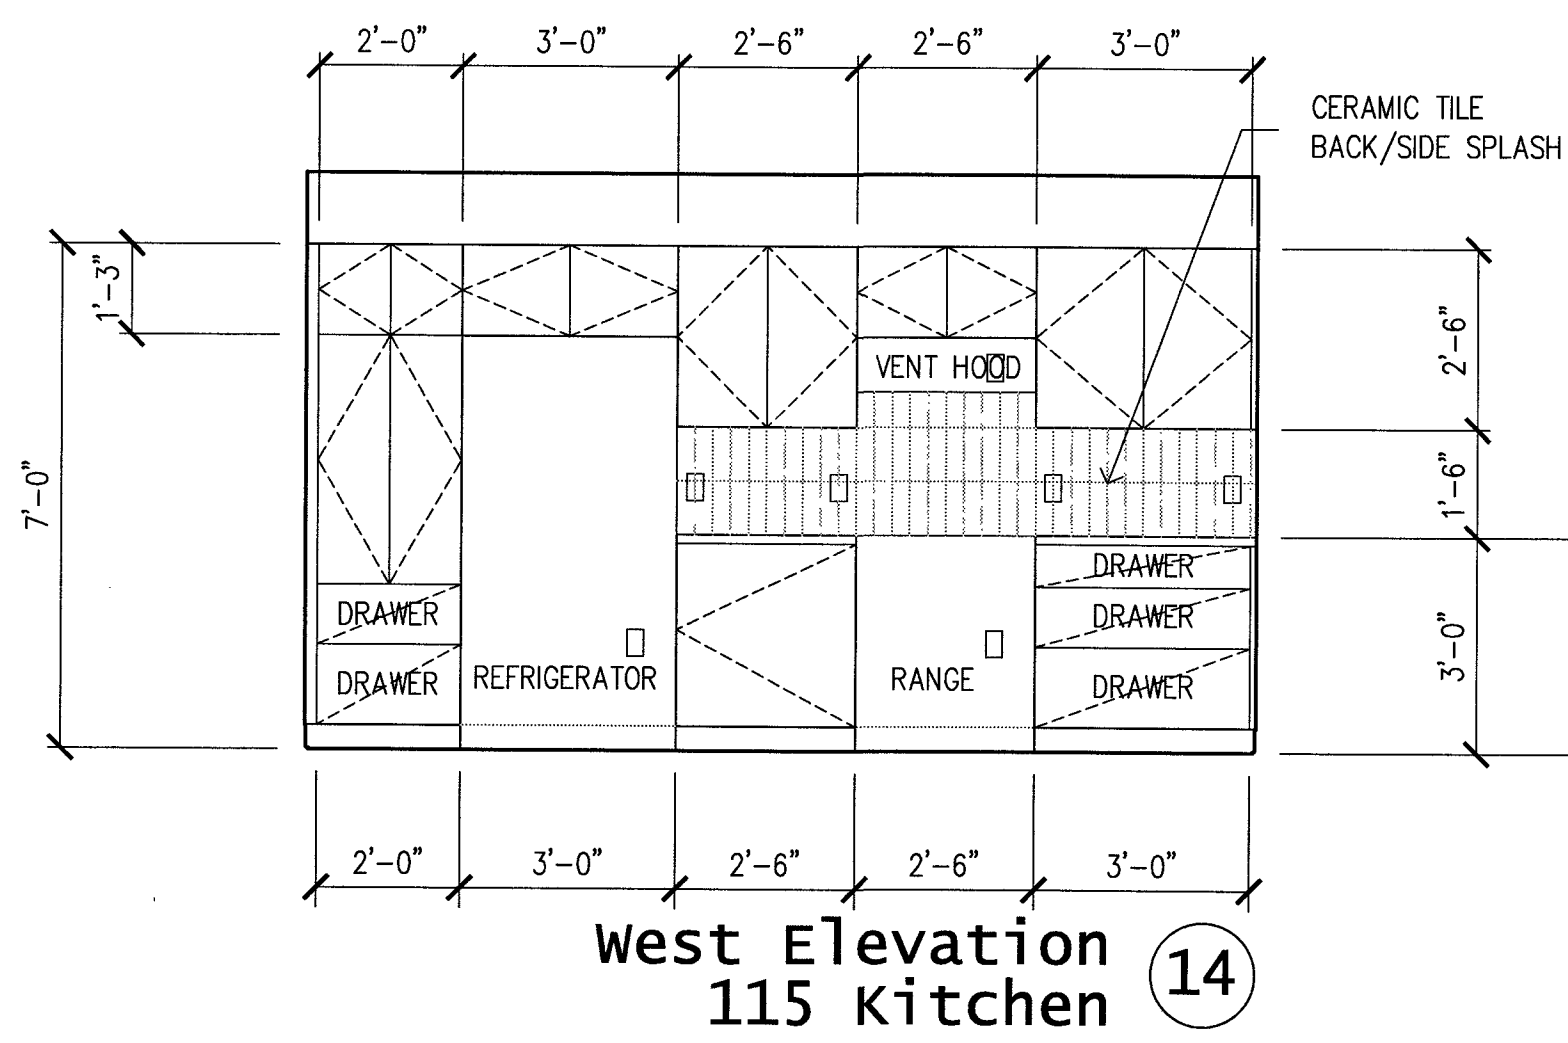 2'-0" 3'-0" 2'-6" 2'-6" 3'-0"
CERAMIC TILE
BACK/SIDE SPLASH
1'-3"
7'-0"
VENT HOOD
2'-6"
1'-6"
3'-0"
DRAWER
DRAWER
DRAWER
DRAWER
DRAWER
REFRIGERATOR
RANGE
2'-0" 3'-0" 2'-6" 2'-6" 3'-0"
West Elevation
115 Kitchen
14